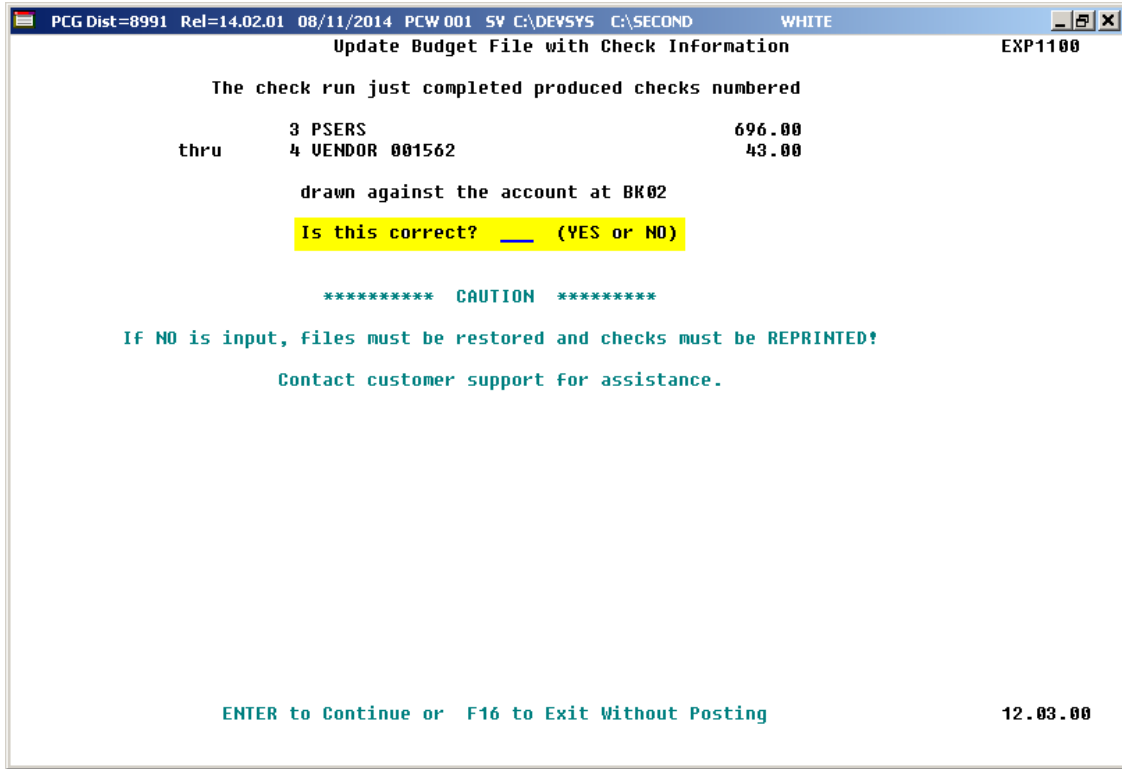 PCG Dist=8991 Rel=14.02.01 08/11/2014 PCW 001 SV C:\DEVSYS C:\SECOND WHITE
Update Budget File with Check Information EXP1100
The check run just completed produced checks numbered
3 PSERS 696.00
thru 4 VENDOR 001562 43.00
drawn against the account at BK02
Is this correct? ___ (YES or NO)
********** CAUTION *********
If NO is input, files must be restored and checks must be REPRINTED!
Contact customer support for assistance.
ENTER to Continue or F16 to Exit Without Posting 12.03.00